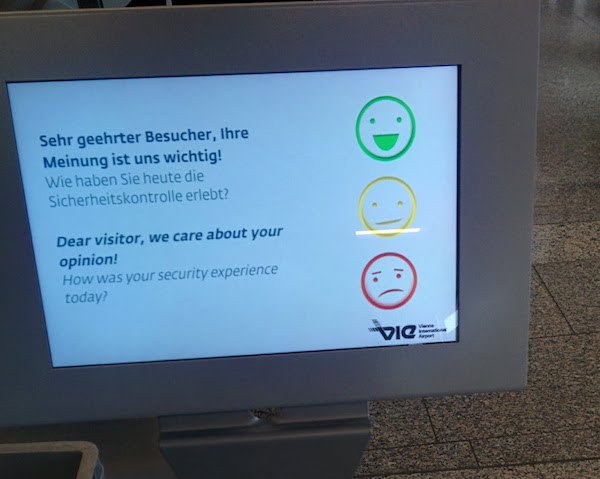 Sehr geehrter Besucher, Ihre
Meinung ist uns wichtig!
Wie haben Sie heute die
Sicherheitskontrolle erlebt?
Dear visitor, we care about your
opinion!
How was your security experience
today?
VIE
Vienna
International
Airport